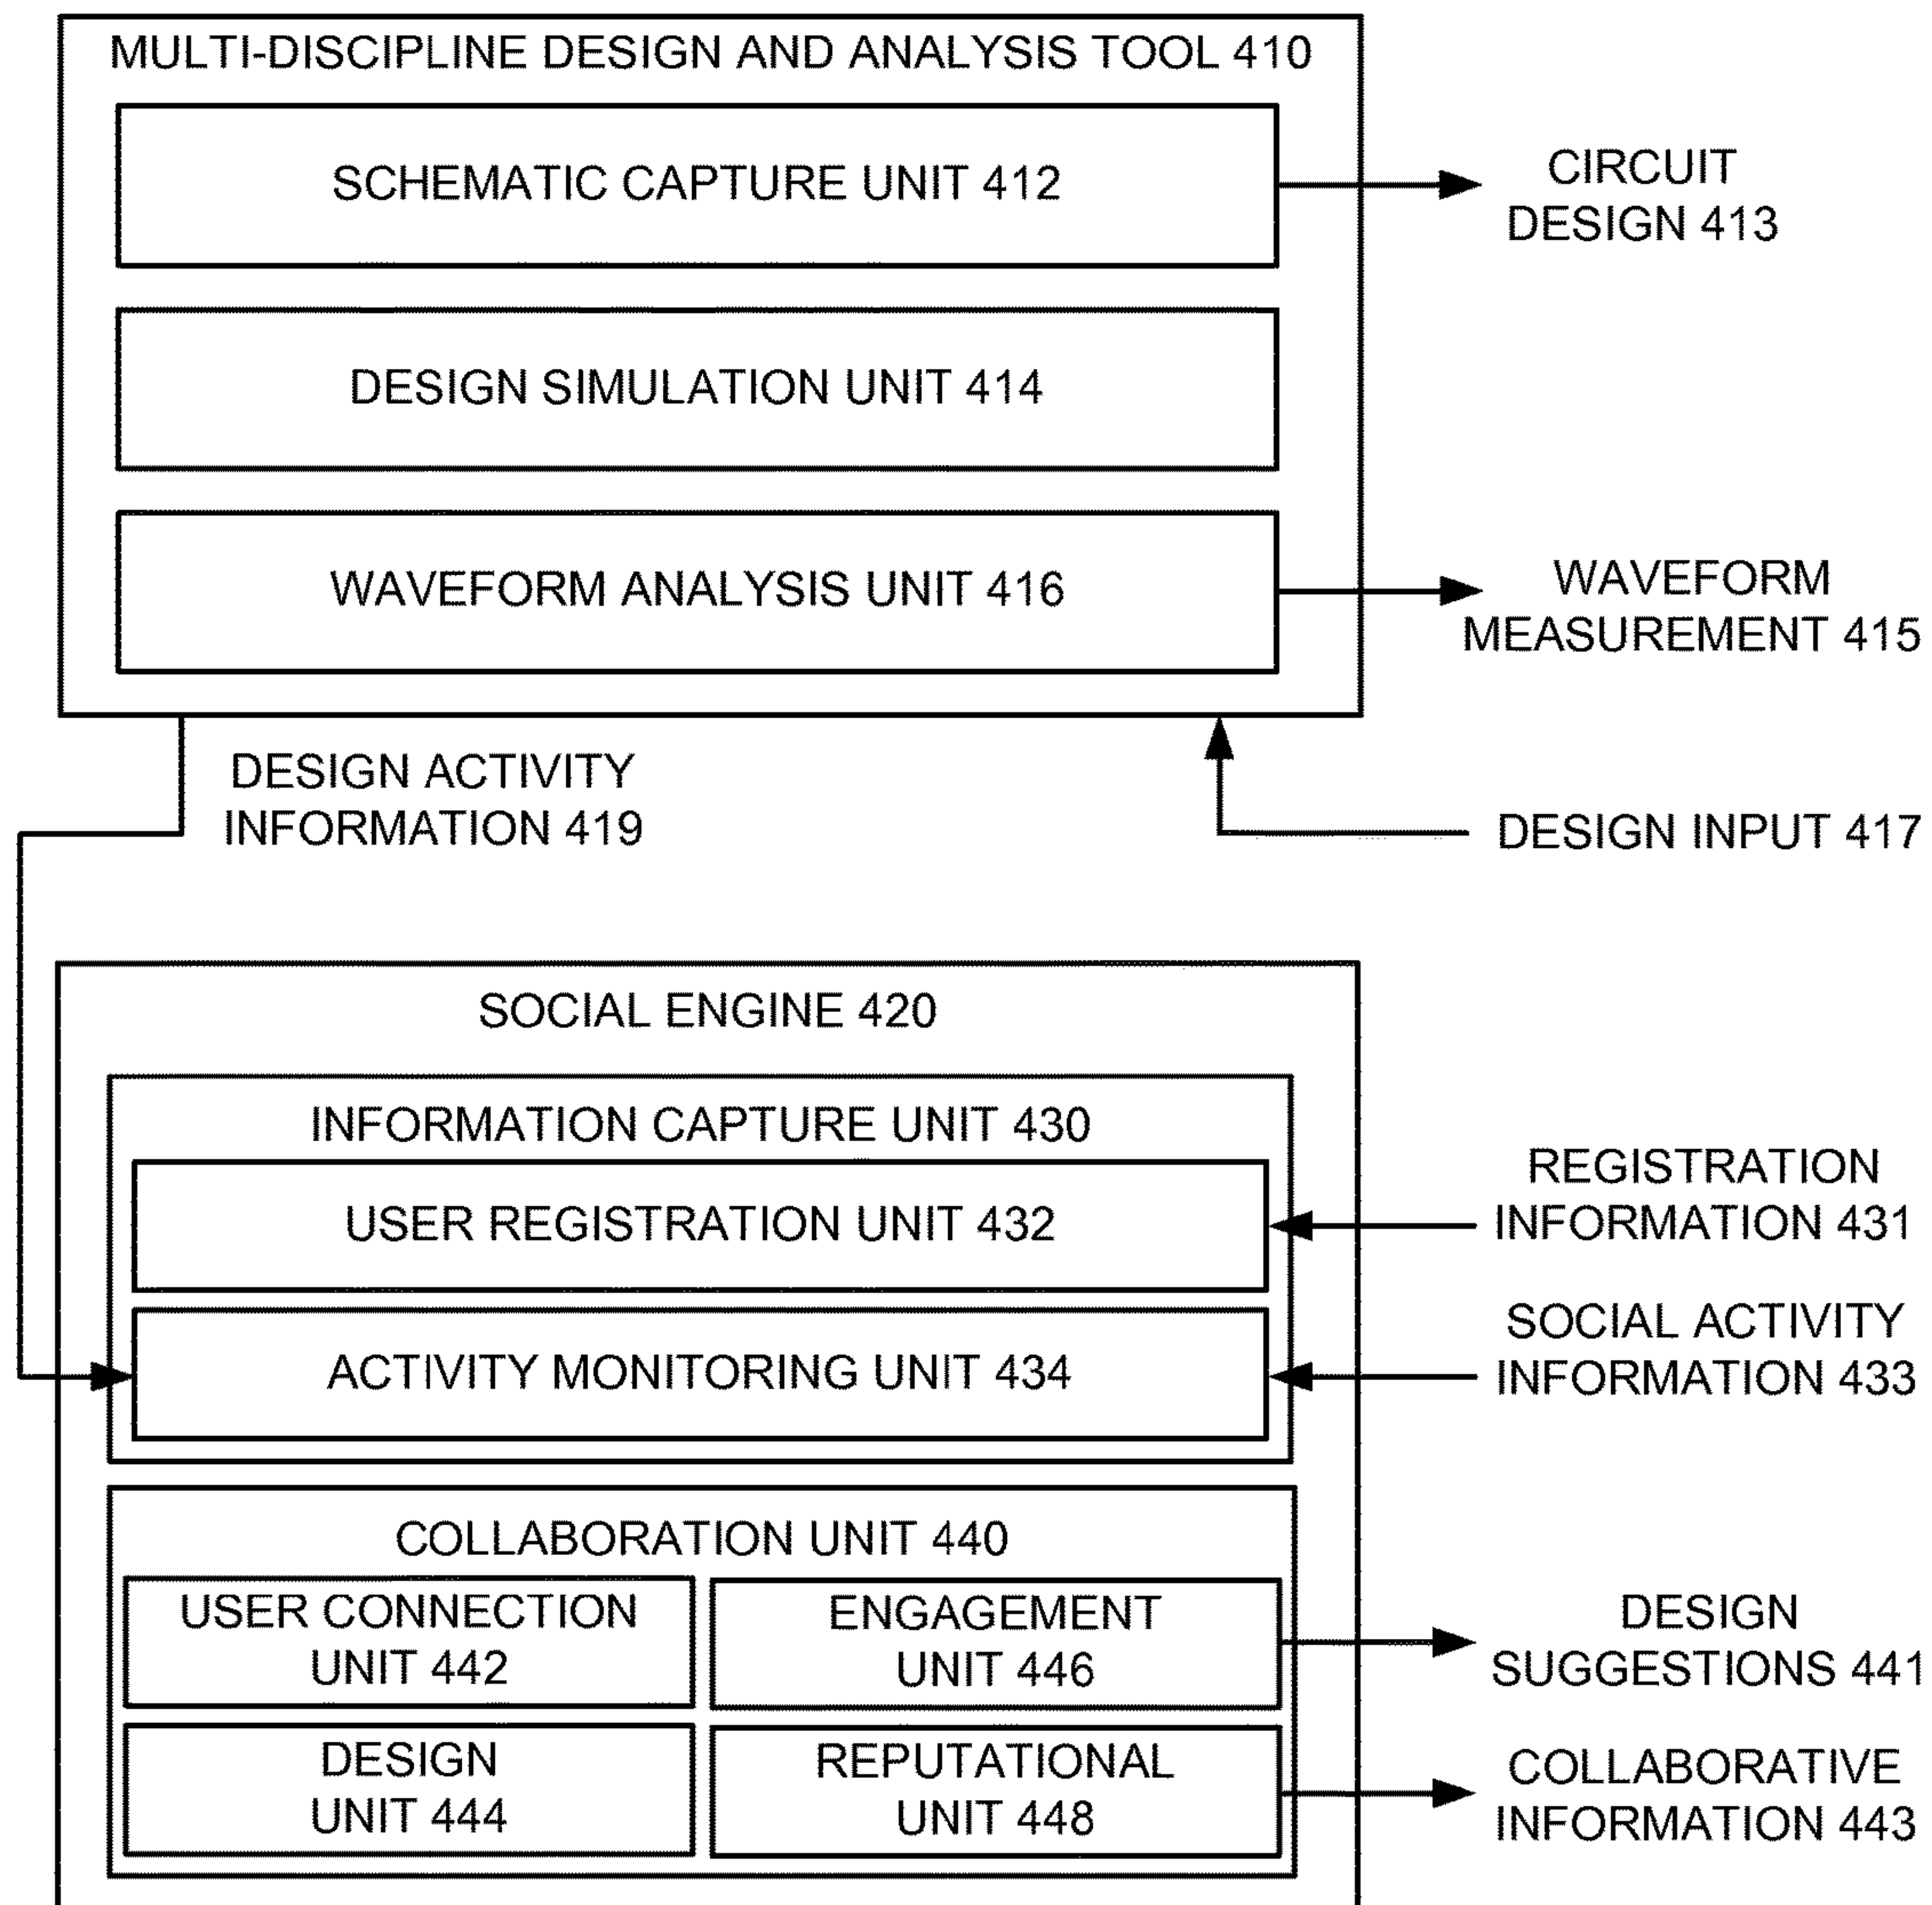 MULTI-DISCIPLINE DESIGN AND ANALYSIS TOOL 410
SCHEMATIC CAPTURE UNIT 412
CIRCUIT
DESIGN 413
DESIGN SIMULATION UNIT 414
WAVEFORM ANALYSIS UNIT 416
WAVEFORM
MEASUREMENT 415
DESIGN ACTIVITY
INFORMATION 419
DESIGN INPUT 417
SOCIAL ENGINE 420
INFORMATION CAPTURE UNIT 430
USER REGISTRATION UNIT 432
REGISTRATION
INFORMATION 431
ACTIVITY MONITORING UNIT 434
SOCIAL ACTIVITY
INFORMATION 433
COLLABORATION UNIT 440
USER CONNECTION
UNIT 442
ENGAGEMENT
UNIT 446
DESIGN
SUGGESTIONS 441
DESIGN
UNIT 444
REPUTATIONAL
UNIT 448
COLLABORATIVE
INFORMATION 443